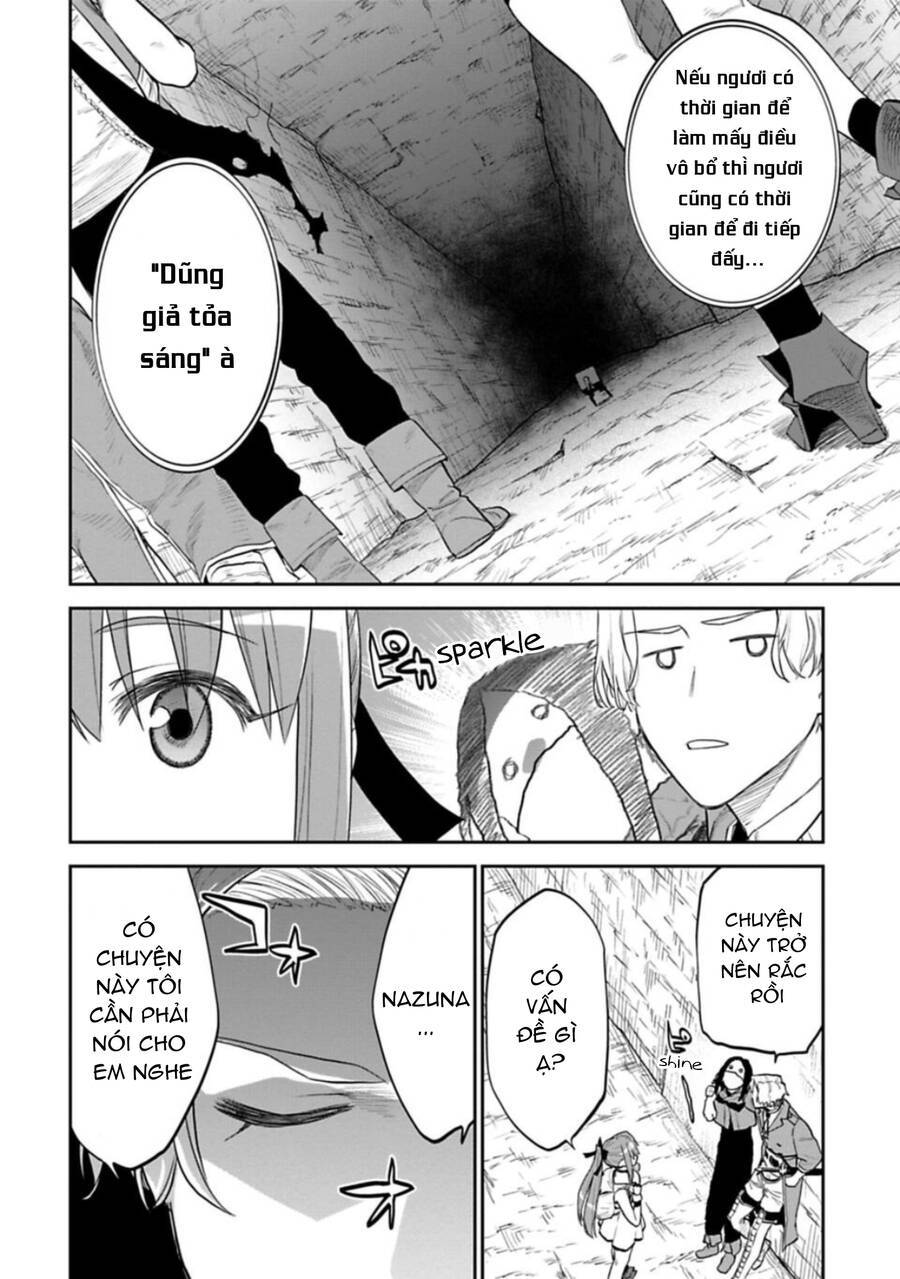 Nếu ngươi có
thời gian để
làm mấy điều
vô bổ thì ngươi
cũng có thời
gian để đi tiếp
đấy...
"Dũng
giả tỏa
sáng" à
sparkle
CHUYỆN
NÀY TRỞ
NÊN RẮC
RỒI
shine
CÓ
VẤN
ĐỀ GÌ
Ạ?
NAZUNA
...
CÓ
CHUYỆN
NÀY TÔI
CẦN PHẢI
NÓI CHO
EM NGHE